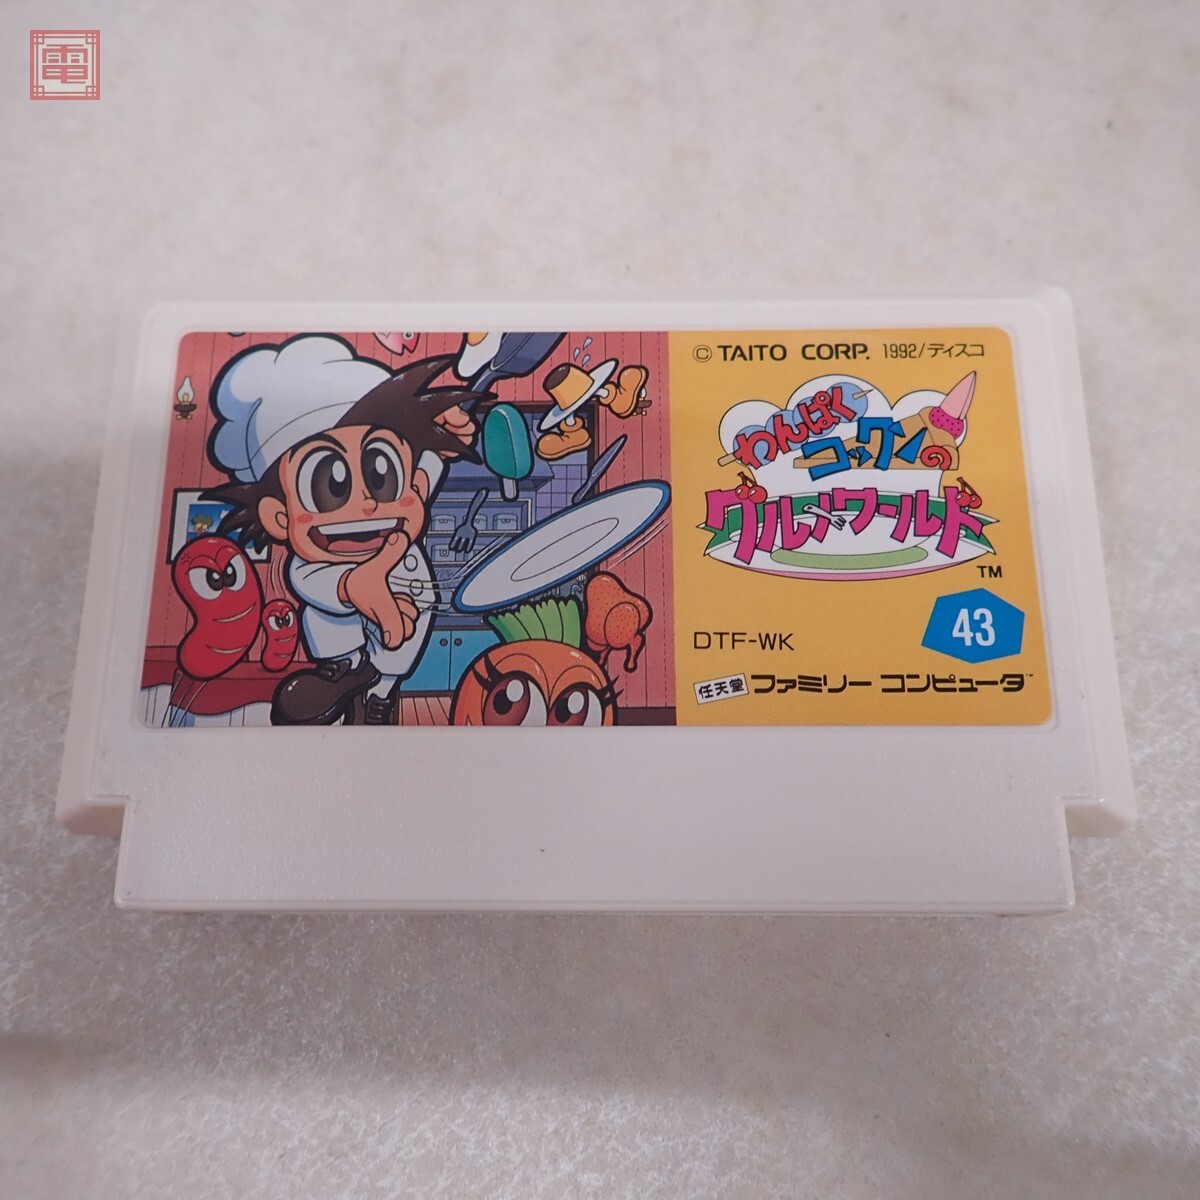 電
© TAITO CORP. 1992/ディスコ
わんぱく
コックンの
グルメワールド
TM
43
DTF-WK
任天堂 ファミリー コンピュータ™